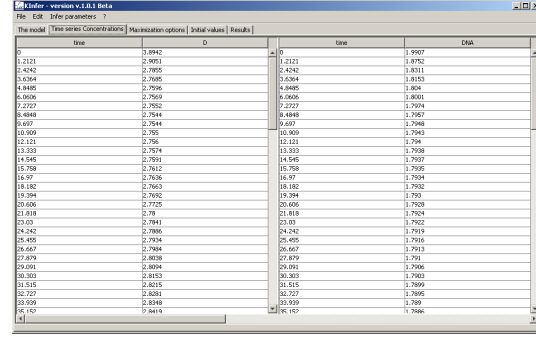 KInfer - version v.1.0.1 Beta
File Edit Infer parameters ?
The model Time series Concentrations Maximization options Initial values Results
time D time DNA
0 3.8942 0 1.9907
1.2121 2.9051 1.2121 1.8752
2.4242 2.7855 2.4242 1.8311
3.6364 2.7685 3.6364 1.8153
4.8485 2.7596 4.8485 1.804
6.0606 2.7569 6.0606 1.8001
7.2727 2.7552 7.2727 1.7974
8.4848 2.7544 8.4848 1.7957
9.697 2.7544 9.697 1.7948
10.909 2.755 10.909 1.7943
12.121 2.756 12.121 1.794
13.333 2.7574 13.333 1.7938
14.545 2.7591 14.545 1.7937
15.758 2.7612 15.758 1.7935
16.97 2.7636 16.97 1.7934
18.182 2.7663 18.182 1.7932
19.394 2.7692 19.394 1.793
20.606 2.7725 20.606 1.7928
21.818 2.78 21.818 1.7924
23.03 2.7841 23.03 1.7922
24.242 2.7886 24.242 1.7919
25.455 2.7934 25.455 1.7916
26.667 2.7984 26.667 1.7913
27.879 2.8038 27.879 1.791
29.091 2.8094 29.091 1.7906
30.303 2.8153 30.303 1.7903
31.515 2.8215 31.515 1.7899
32.727 2.8281 32.727 1.7895
33.939 2.8348 33.939 1.789
35.152 2.8419 35.152 1.7886